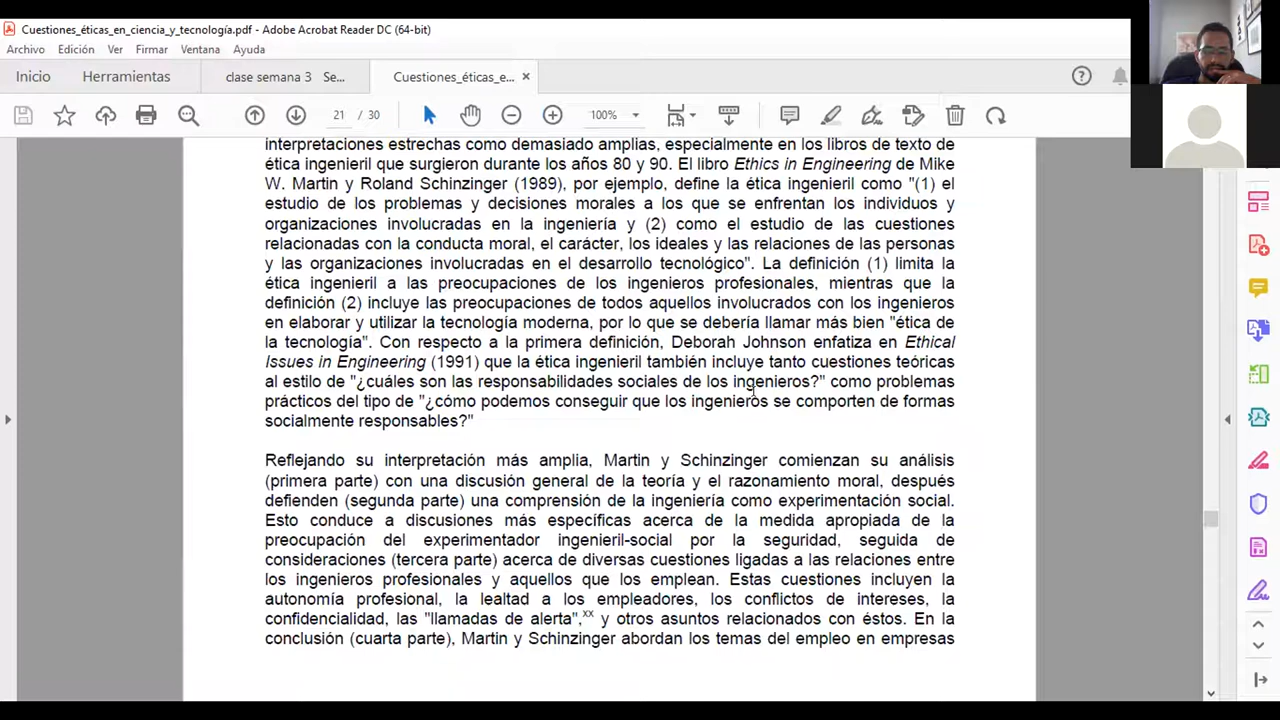 Cuestiones_éticas_en_ciencia_y_tecnología.pdf - Adobe Acrobat Reader DC (64-bit)
Archivo Edición Ver Firmar Ventana Ayuda
Inicio Herramientas clase semana 3 Se... Cuestiones_éticas_e... ×
21 / 30 100%
interpretaciones estrechas como demasiado amplias, especialmente en los libros de texto de
ética ingenieril que surgieron durante los años 80 y 90. El libro Ethics in Engineering de Mike
W. Martin y Roland Schinzinger (1989), por ejemplo, define la ética ingenieril como "(1) el
estudio de los problemas y decisiones morales a los que se enfrentan los individuos y
organizaciones involucradas en la ingeniería y (2) como el estudio de las cuestiones
relacionadas con la conducta moral, el carácter, los ideales y las relaciones de las personas
y las organizaciones involucradas en el desarrollo tecnológico". La definición (1) limita la
ética ingenieril a las preocupaciones de los ingenieros profesionales, mientras que la
definición (2) incluye las preocupaciones de todos aquellos involucrados con los ingenieros
en elaborar y utilizar la tecnología moderna, por lo que se debería llamar más bien "ética de
la tecnología". Con respecto a la primera definición, Deborah Johnson enfatiza en Ethical
Issues in Engineering (1991) que la ética ingenieril también incluye tanto cuestiones teóricas
al estilo de "¿cuáles son las responsabilidades sociales de los ingenieros?" como problemas
prácticos del tipo de "¿cómo podemos conseguir que los ingenieros se comporten de formas
socialmente responsables?"
Reflejando su interpretación más amplia, Martin y Schinzinger comienzan su análisis
(primera parte) con una discusión general de la teoría y el razonamiento moral, después
defienden (segunda parte) una comprensión de la ingeniería como experimentación social.
Esto conduce a discusiones más específicas acerca de la medida apropiada de la
preocupación del experimentador ingenieril-social por la seguridad, seguida de
consideraciones (tercera parte) acerca de diversas cuestiones ligadas a las relaciones entre
los ingenieros profesionales y aquellos que los emplean. Estas cuestiones incluyen la
autonomía profesional, la lealtad a los empleadores, los conflictos de intereses, la
confidencialidad, las "llamadas de alerta",xx y otros asuntos relacionados con éstos. En la
conclusión (cuarta parte), Martin y Schinzinger abordan los temas del empleo en empresas